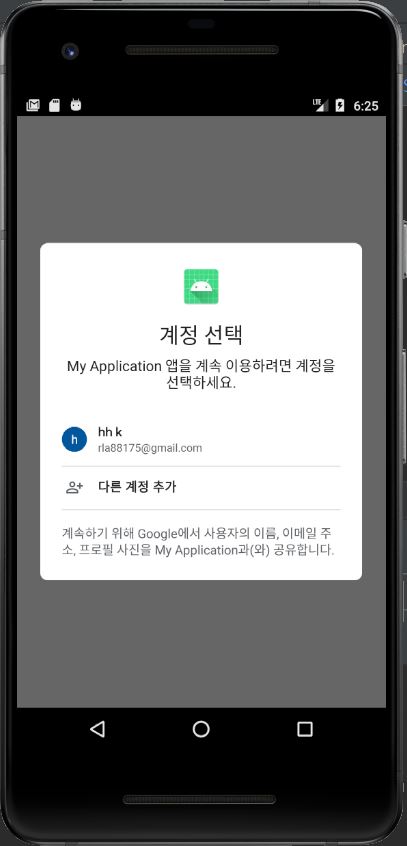 LTE 6:25
계정 선택
My Application 앱을 계속 이용하려면 계정을
선택하세요.
h hh k
rla88175@gmail.com
다른 계정 추가
계속하기 위해 Google에서 사용자의 이름, 이메일 주
소, 프로필 사진을 My Application과(와) 공유합니다.